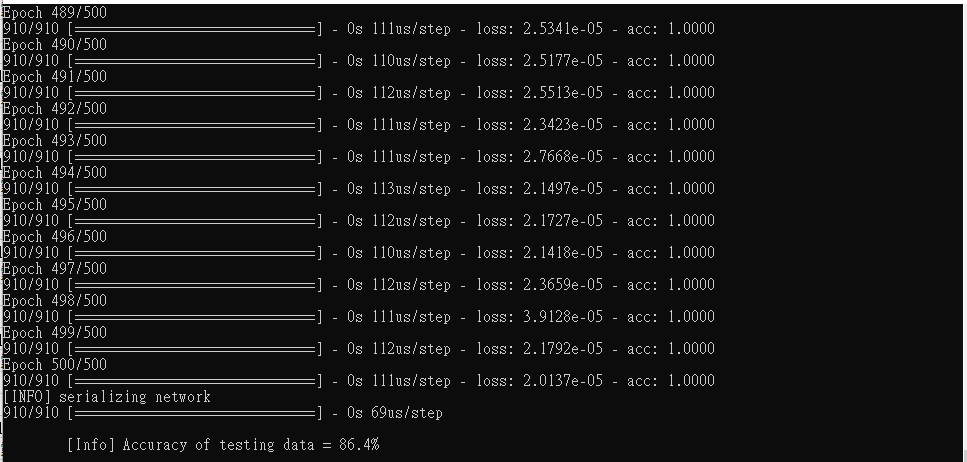 Epoch 489/500
910/910 [==============================] - 0s 111us/step - loss: 2.5341e-05 - acc: 1.0000
Epoch 490/500
910/910 [==============================] - 0s 110us/step - loss: 2.5177e-05 - acc: 1.0000
Epoch 491/500
910/910 [==============================] - 0s 112us/step - loss: 2.5513e-05 - acc: 1.0000
Epoch 492/500
910/910 [==============================] - 0s 111us/step - loss: 2.3423e-05 - acc: 1.0000
Epoch 493/500
910/910 [==============================] - 0s 111us/step - loss: 2.7668e-05 - acc: 1.0000
Epoch 494/500
910/910 [==============================] - 0s 113us/step - loss: 2.1497e-05 - acc: 1.0000
Epoch 495/500
910/910 [==============================] - 0s 112us/step - loss: 2.1727e-05 - acc: 1.0000
Epoch 496/500
910/910 [==============================] - 0s 110us/step - loss: 2.1418e-05 - acc: 1.0000
Epoch 497/500
910/910 [==============================] - 0s 112us/step - loss: 2.3659e-05 - acc: 1.0000
Epoch 498/500
910/910 [==============================] - 0s 111us/step - loss: 3.9128e-05 - acc: 1.0000
Epoch 499/500
910/910 [==============================] - 0s 112us/step - loss: 2.1792e-05 - acc: 1.0000
Epoch 500/500
910/910 [==============================] - 0s 111us/step - loss: 2.0137e-05 - acc: 1.0000
[INFO] serializing network
910/910 [==============================] - 0s 69us/step
[Info] Accuracy of testing data = 86.4%